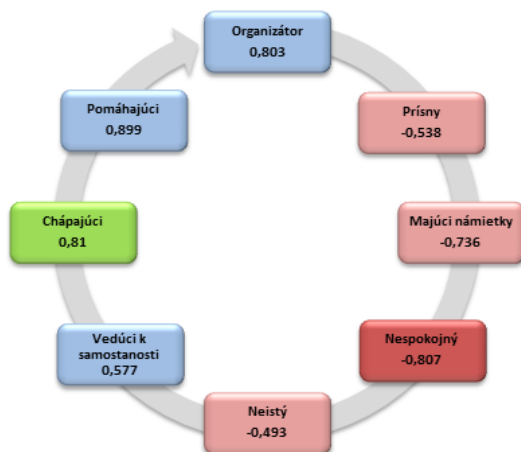 Organizátor
0,803
Prísny
-0,538
Majúci námietky
-0,736
Nespokojný
-0,807
Neistý
-0,493
Vedúci k
samostanosti
0,577
Chápajúci
0,81
Pomáhajúci
0,899